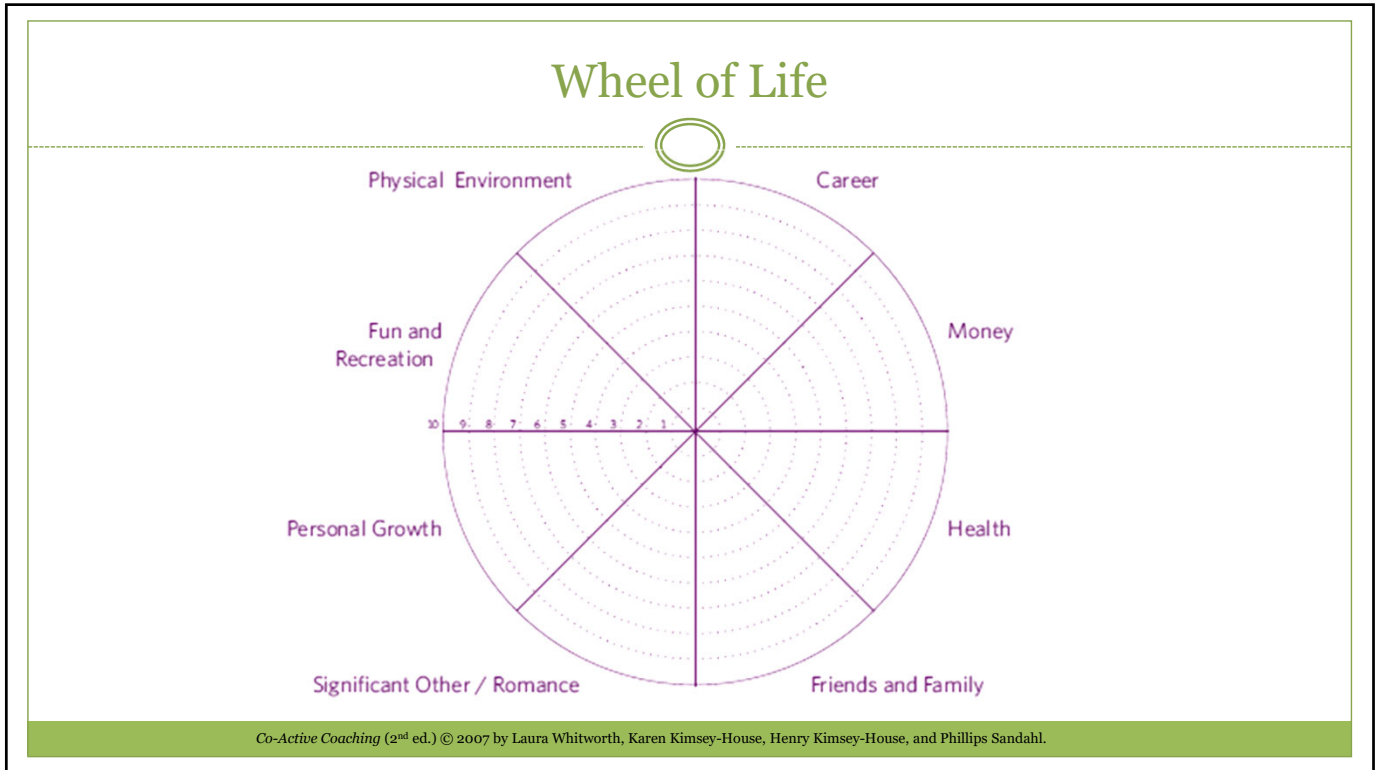 Wheel of Life
Physical Environment
Career
Fun and
Recreation
Money
10 9 8 7 6 5 4 3 2 1
Personal Growth
Health
Significant Other / Romance
Friends and Family
Co-Active Coaching (2nd ed.) © 2007 by Laura Whitworth, Karen Kimsey-House, Henry Kimsey-House, and Phillips Sandahl.